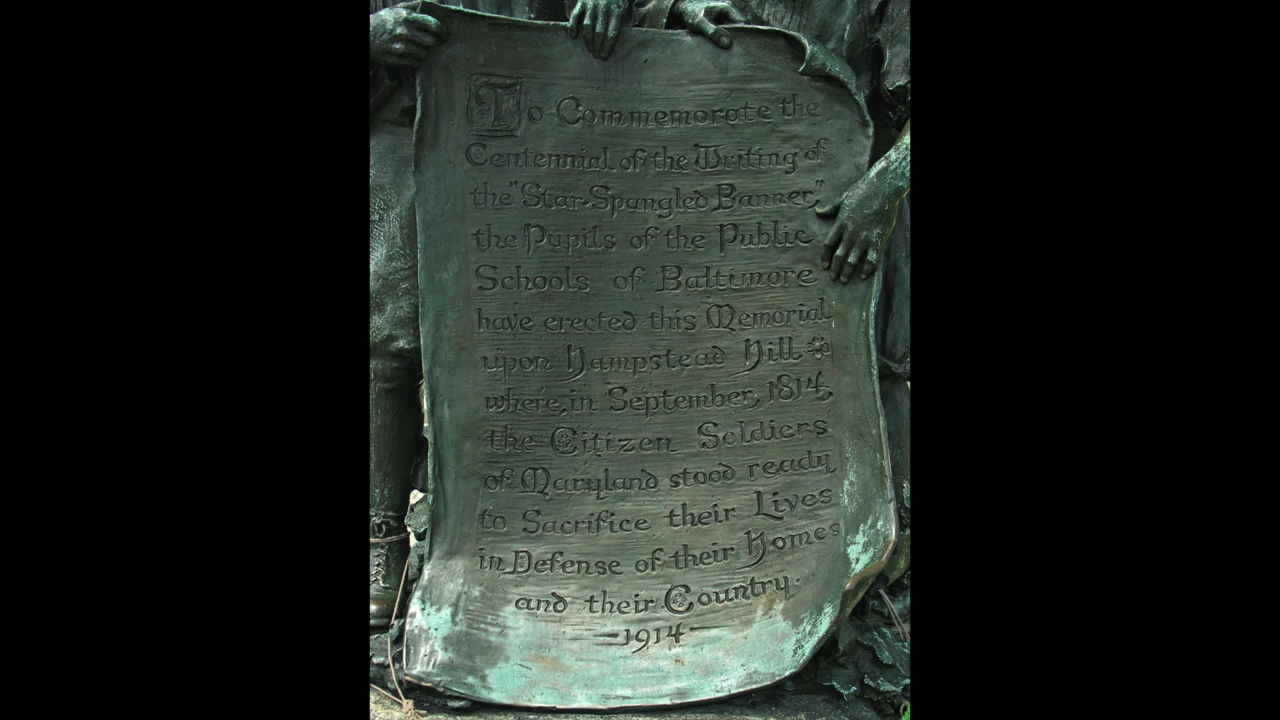 To Commemorate the
Centennial of the Writing of
the "Star-Spangled Banner,"
the Pupils of the Public
Schools of Baltimore
have erected this Memorial
upon Hampstead Hill
where, in September, 1814,
the Citizen Soldiers
of Maryland stood ready
to Sacrifice their Lives
in Defense of their Homes
and their Country.
—1914—